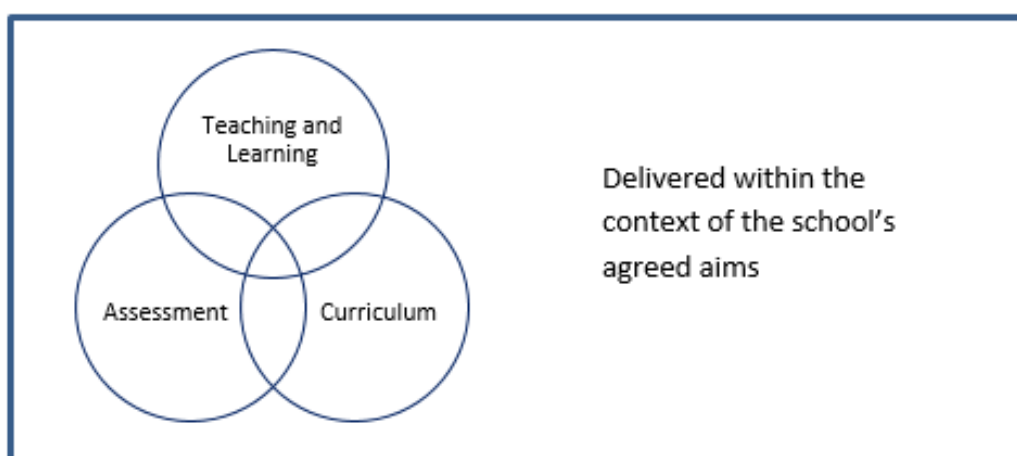 Teaching and
Learning
Assessment
Curriculum
Delivered within the
context of the school’s
agreed aims